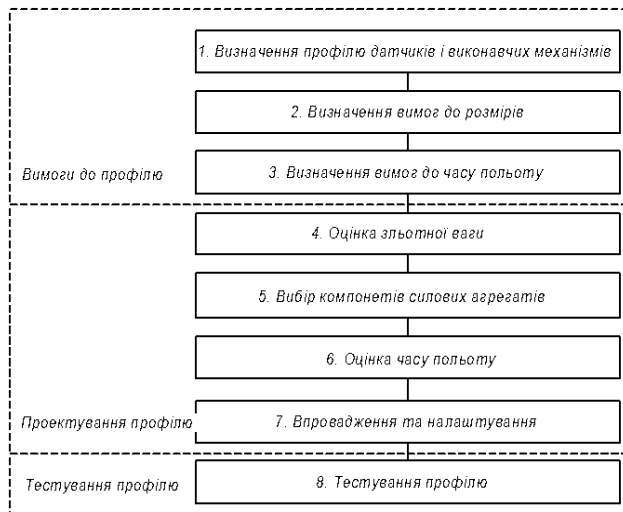 1. Визначення профілю датчиків і виконавчих механізмів
2. Визначення вимог до розмірів
3. Визначення вимог до часу польоту
Вимоги до профілю
4. Оцінка зльотної ваги
5. Вибір компонетів силових агрегатів
6. Оцінка часу польоту
7. Впровадження та налаштування
Проектування профілю
8. Тестування профілю
Тестування профілю